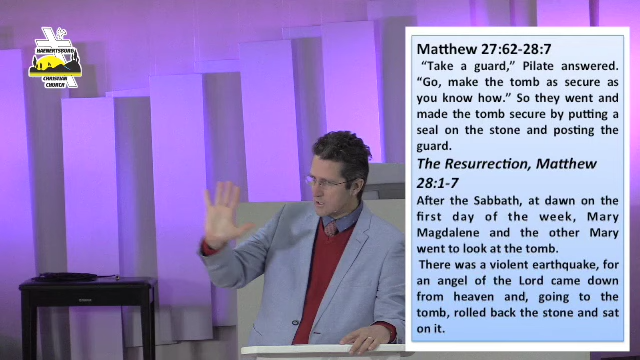 HAENERTSBURG
CHRISTIAN
CHURCH
Matthew 27:62-28:7
“Take a guard,” Pilate answered.
“Go, make the tomb as secure as
you know how.” So they went and
made the tomb secure by putting a
seal on the stone and posting the
guard.
The Resurrection, Matthew
28:1-7
After the Sabbath, at dawn on the
first day of the week, Mary
Magdalene and the other Mary
went to look at the tomb.
There was a violent earthquake, for
an angel of the Lord came down
from heaven and, going to the
tomb, rolled back the stone and sat
on it.